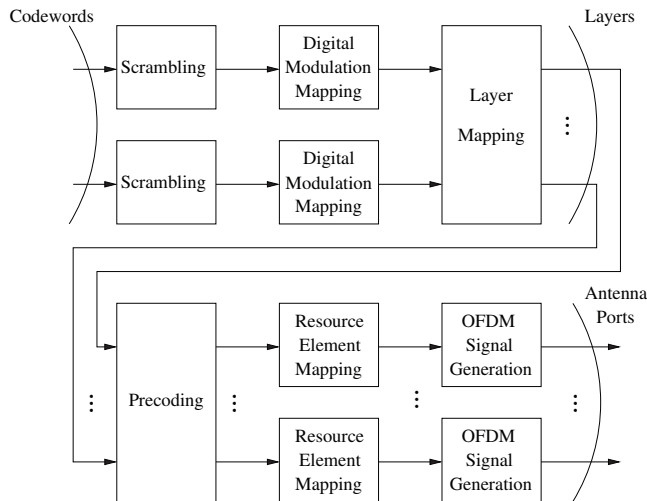 Codewords
Layers
Scrambling
Digital
Modulation
Mapping
Layer
Mapping
Scrambling
Digital
Modulation
Mapping
Antenna
Ports
Precoding
Resource
Element
Mapping
OFDM
Signal
Generation
Resource
Element
Mapping
OFDM
Signal
Generation